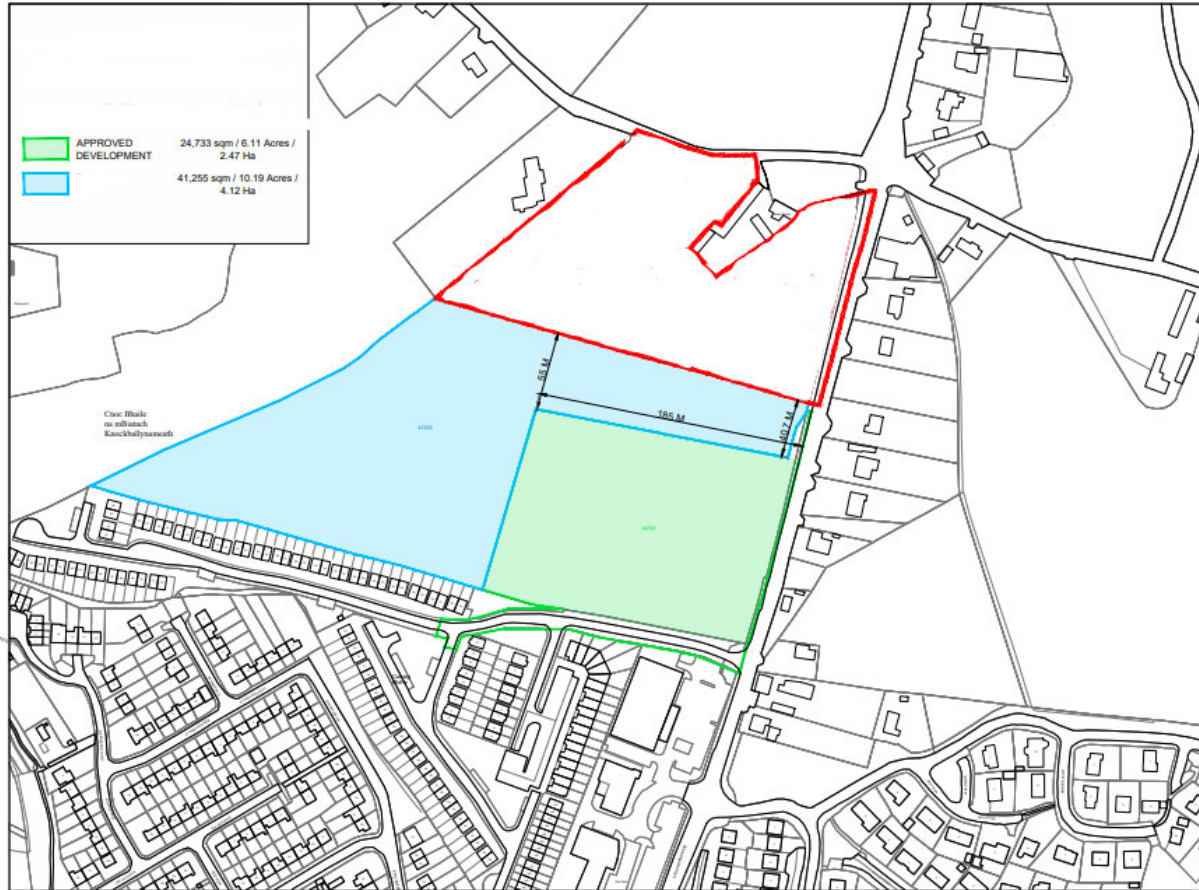 APPROVED
DEVELOPMENT
24,733 sqm / 6.11 Acres /
2.47 Ha
41,255 sqm / 10.19 Acres /
4.12 Ha
55 M
185 M
40.7 M
Cnoc Bhaile
na mBiatach
Knockballynameath